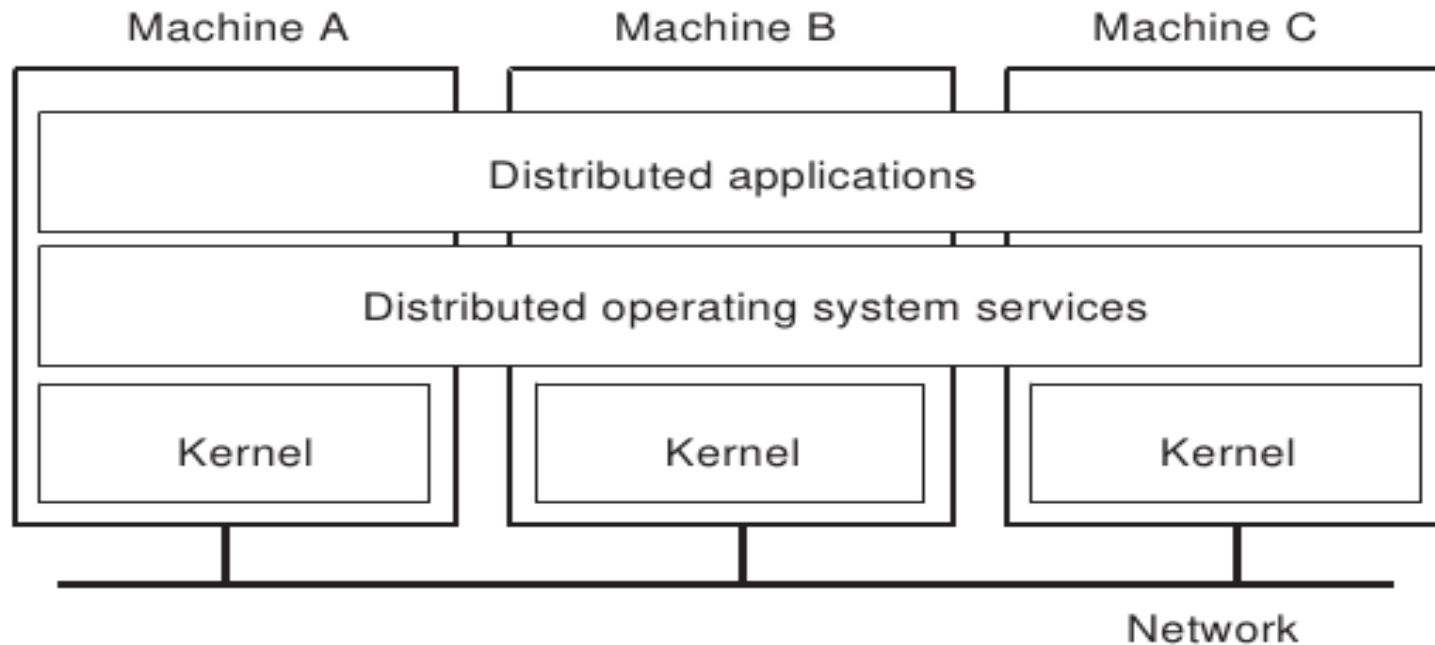 Machine A
Machine B
Machine C
Distributed applications
Distributed operating system services
Kernel
Kernel
Kernel
Network